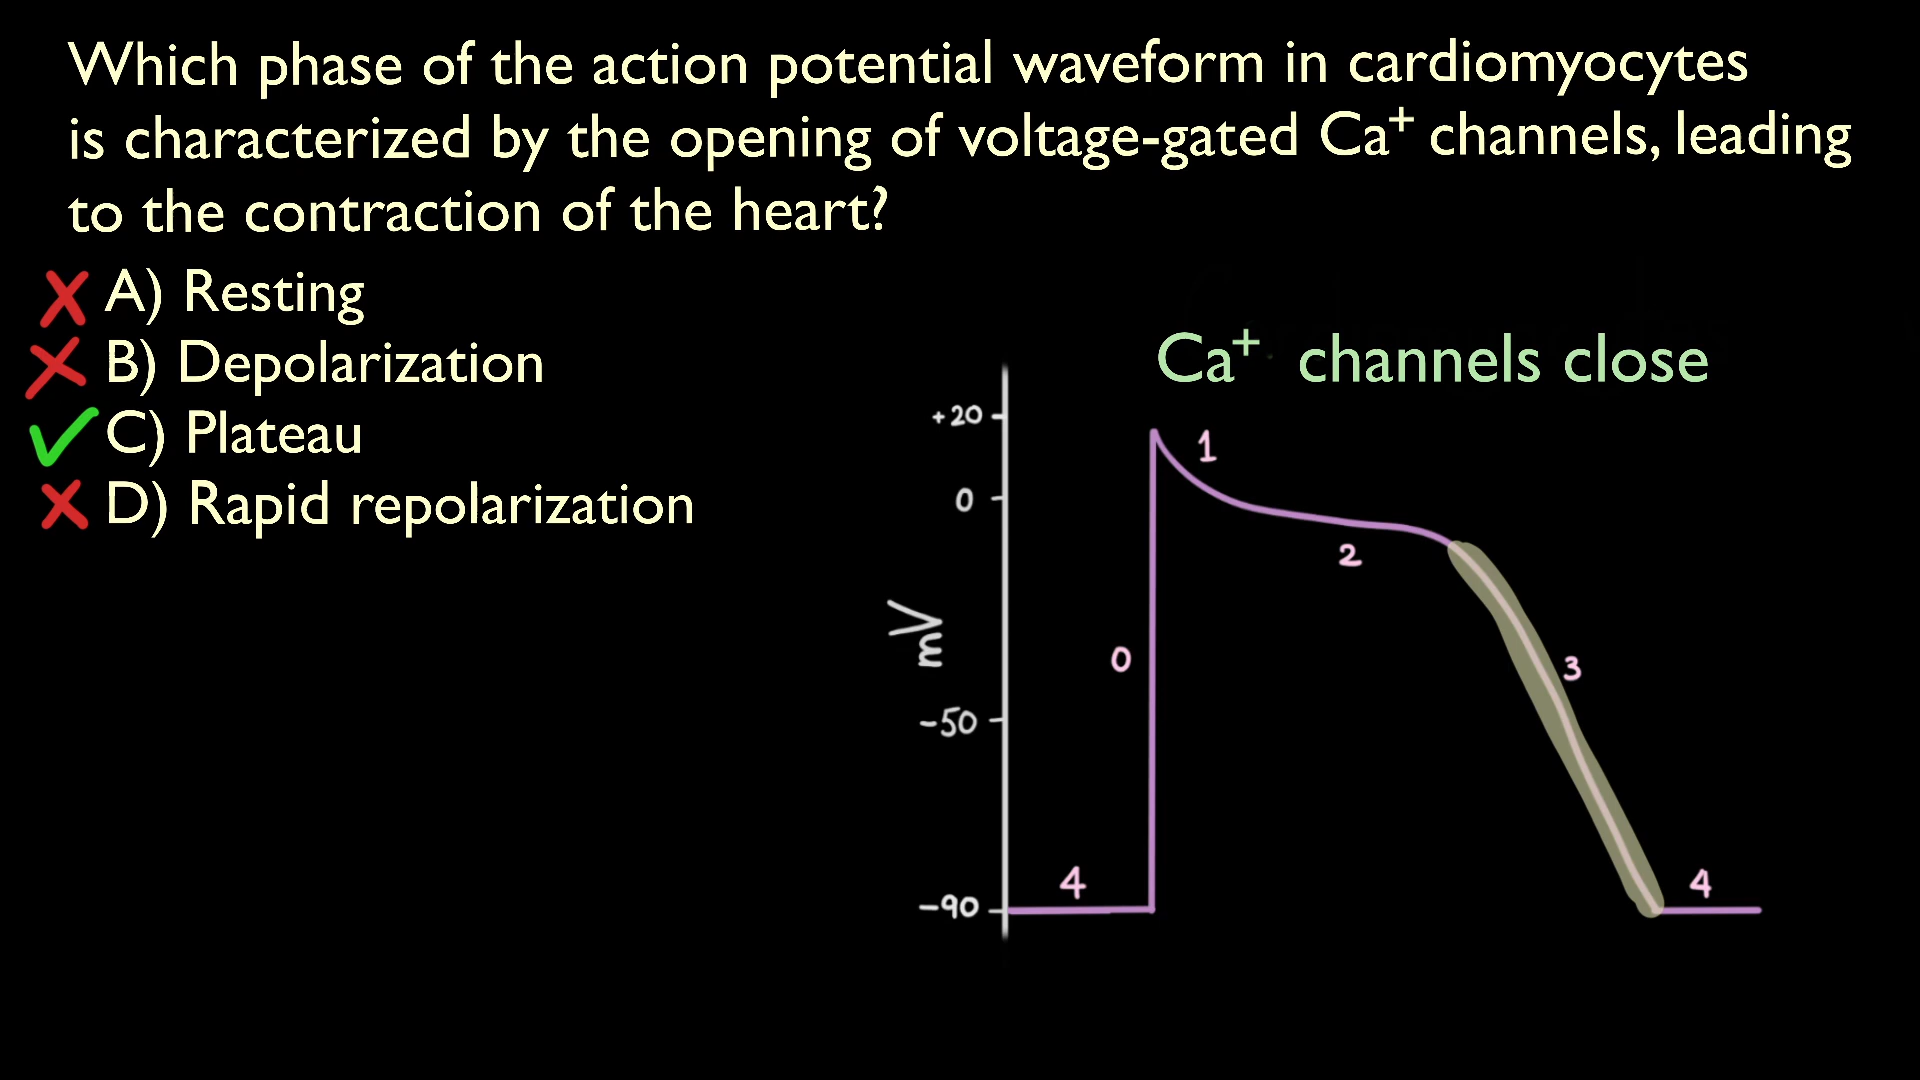 Which phase of the action potential waveform in cardiomyocytes
is characterized by the opening of voltage-gated Ca⁺ channels, leading
to the contraction of the heart?
A) Resting
B) Depolarization
C) Plateau
D) Rapid repolarization
Ca⁺ channels close
+20
0
-50
-90
mV
4
0
1
2
3
4